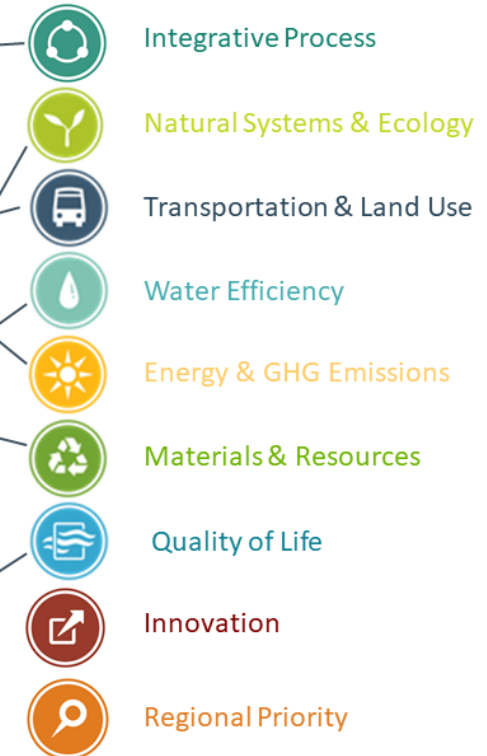 Integrative Process
Natural Systems & Ecology
Transportation & Land Use
Water Efficiency
Energy & GHG Emissions
Materials & Resources
Quality of Life
Innovation
Regional Priority